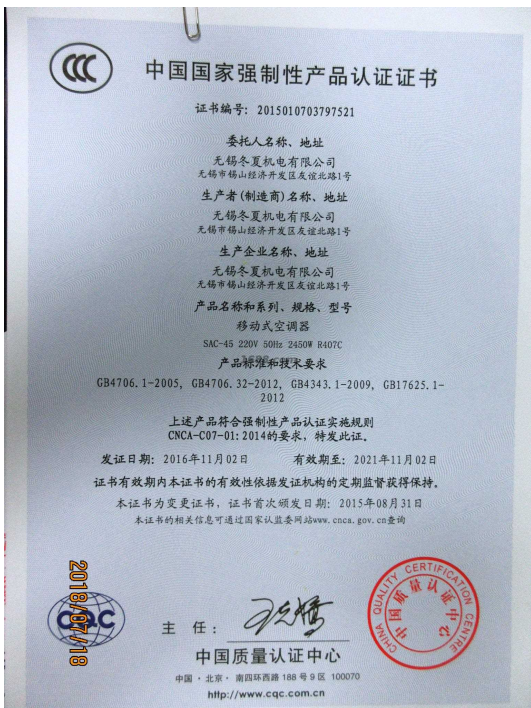 CCC
中国国家强制性产品认证证书
证书编号：2015010703797521
委托人名称、地址
无锡冬夏机电有限公司
无锡市锡山经济开发区友谊北路1号
生产者(制造商)名称、地址
无锡冬夏机电有限公司
无锡市锡山经济开发区友谊北路1号
生产企业名称、地址
无锡冬夏机电有限公司
无锡市锡山经济开发区友谊北路1号
产品名称和系列、规格、型号
移动式空调器
SAC-45 220V 50Hz 2450W R407C
产品标准和技术要求
GB4706.1-2005, GB4706.32-2012, GB4343.1-2009, GB17625.1-
2012
上述产品符合强制性产品认证实施规则
CNCA-C07-01:2014的要求，特发此证。
发证日期：2016年11月02日 有效期至：2021年11月02日
证书有效期内本证书的有效性依据发证机构的定期监督获得保持。
本证书为变更证书，证书首次颁发日期：2015年08月31日
本证书的相关信息可通过国家认监委网站www.cnca.gov.cn查询
2018/07/18
CQC
主 任：
CHINA QUALITY CERTIFICATION CENTRE
中国质量认证中心
中国质量认证中心
中国·北京·南四环西路188号9区 100070
http://www.cqc.com.cn